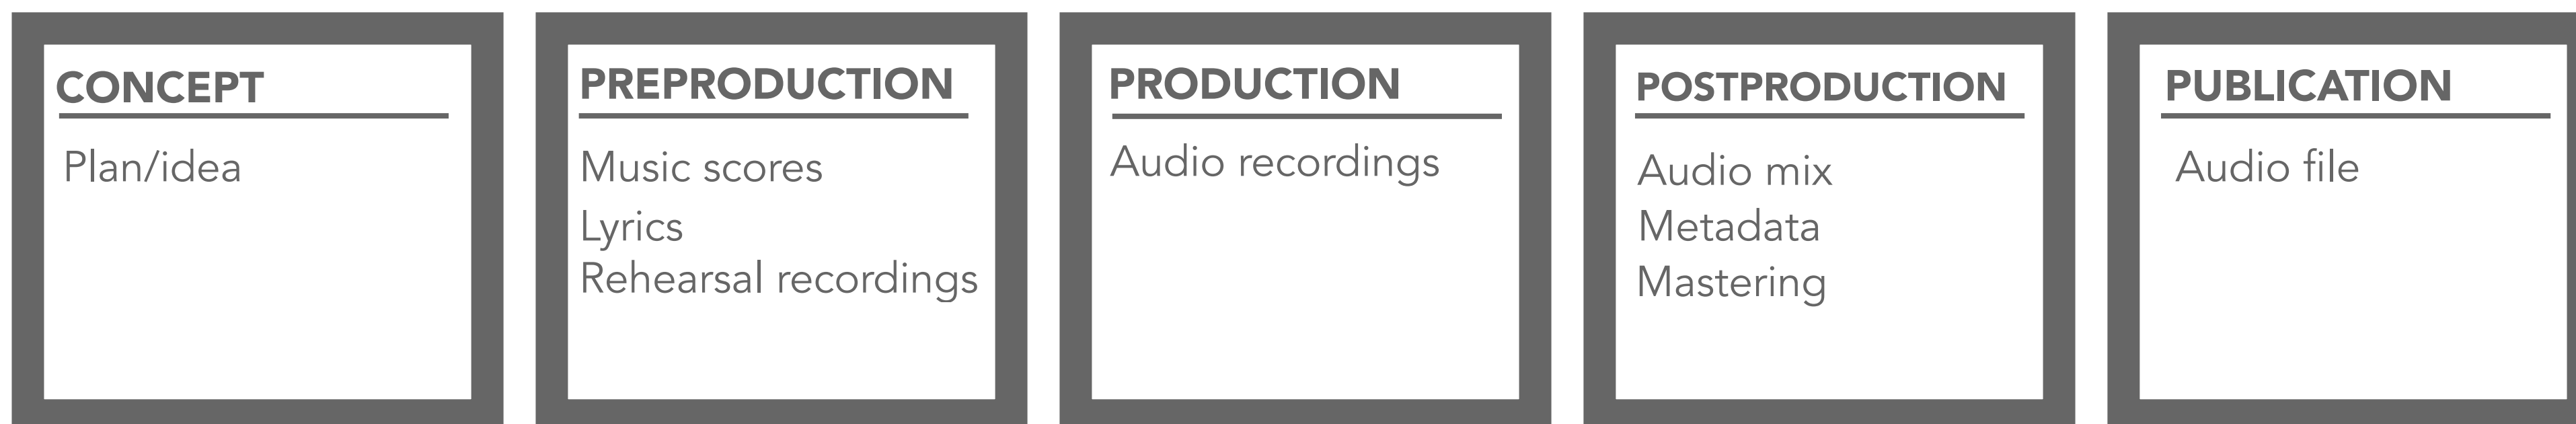 CONCEPT
Plan/idea
PREPRODUCTION
Music scores
Lyrics
Rehearsal recordings
PRODUCTION
Audio recordings
POSTPRODUCTION
Audio mix
Metadata
Mastering
PUBLICATION
Audio file